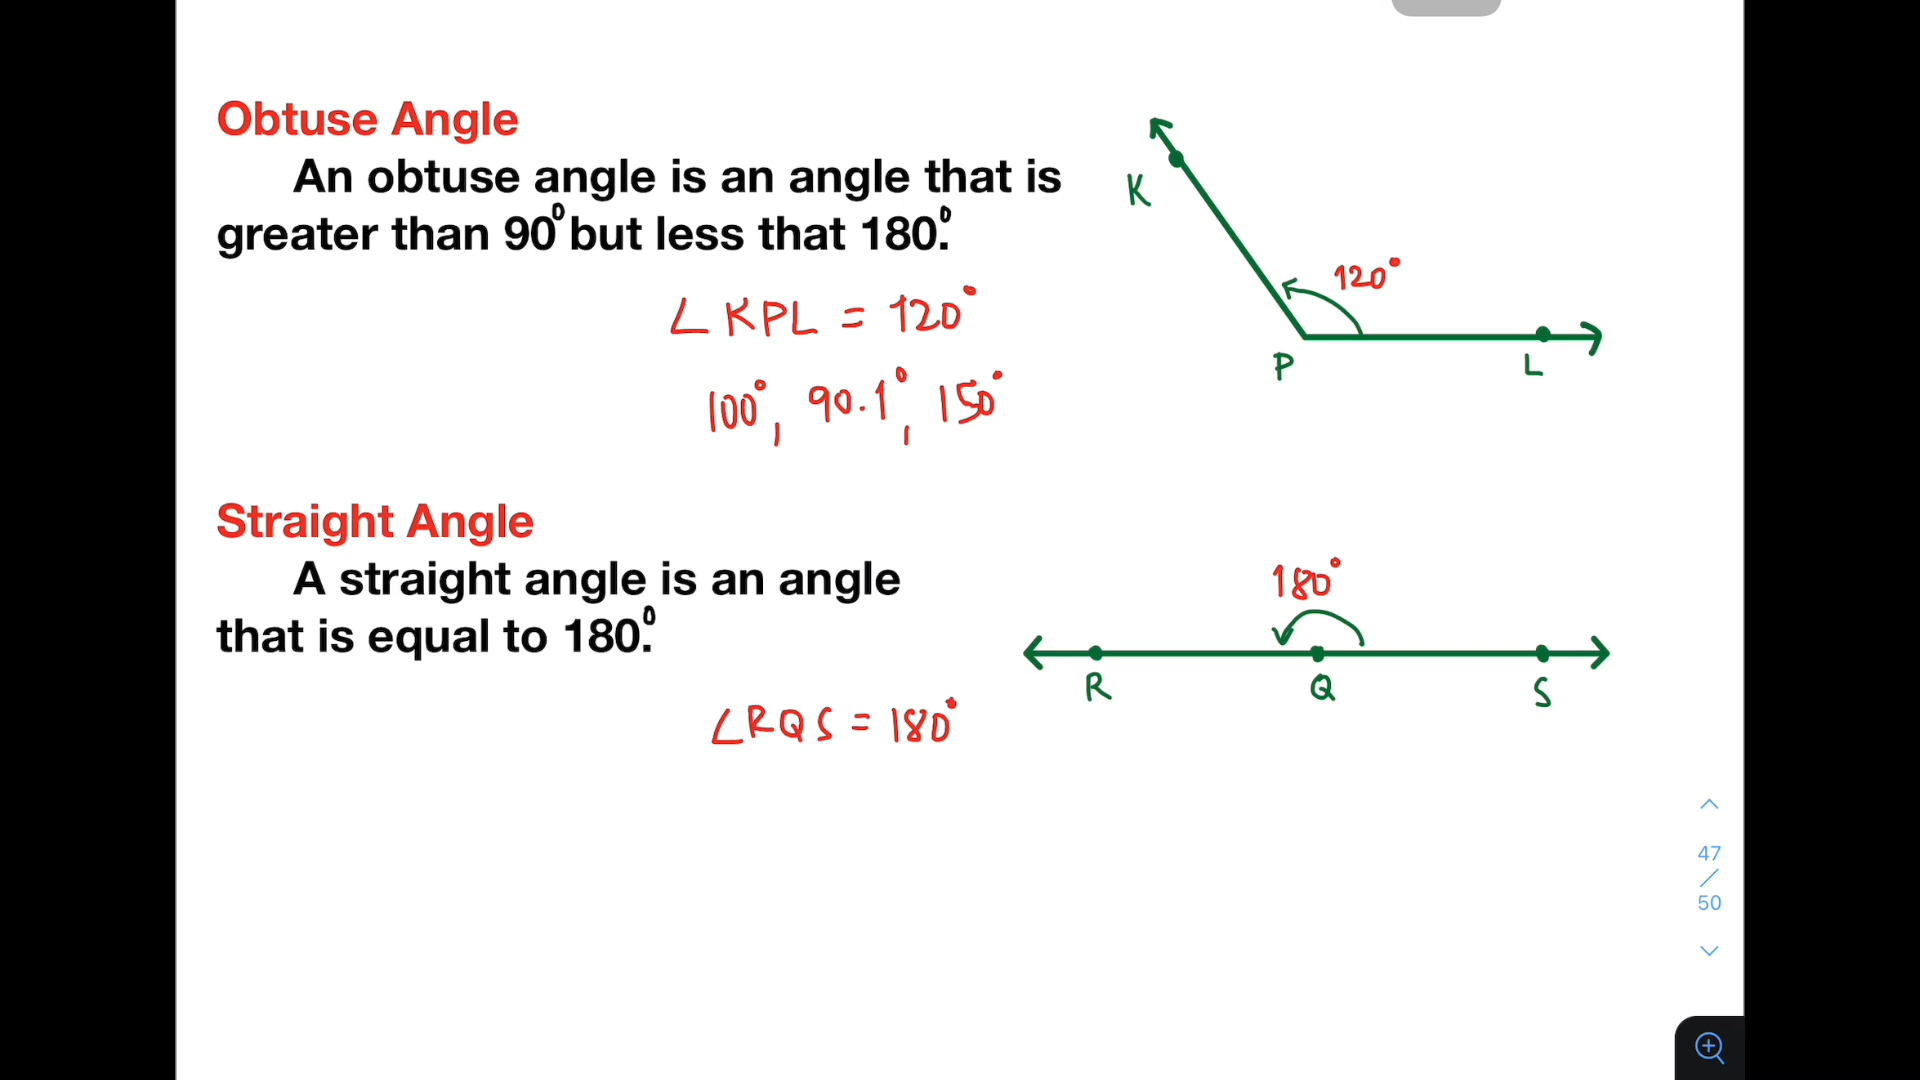 Obtuse Angle
An obtuse angle is an angle that is
greater than 90° but less that 180°.
∠KPL = 120°
100°, 90.1°, 150°
K
120°
P
L
Straight Angle
A straight angle is an angle
that is equal to 180°.
∠RQS = 180°
180°
R
Q
S
47
/
50